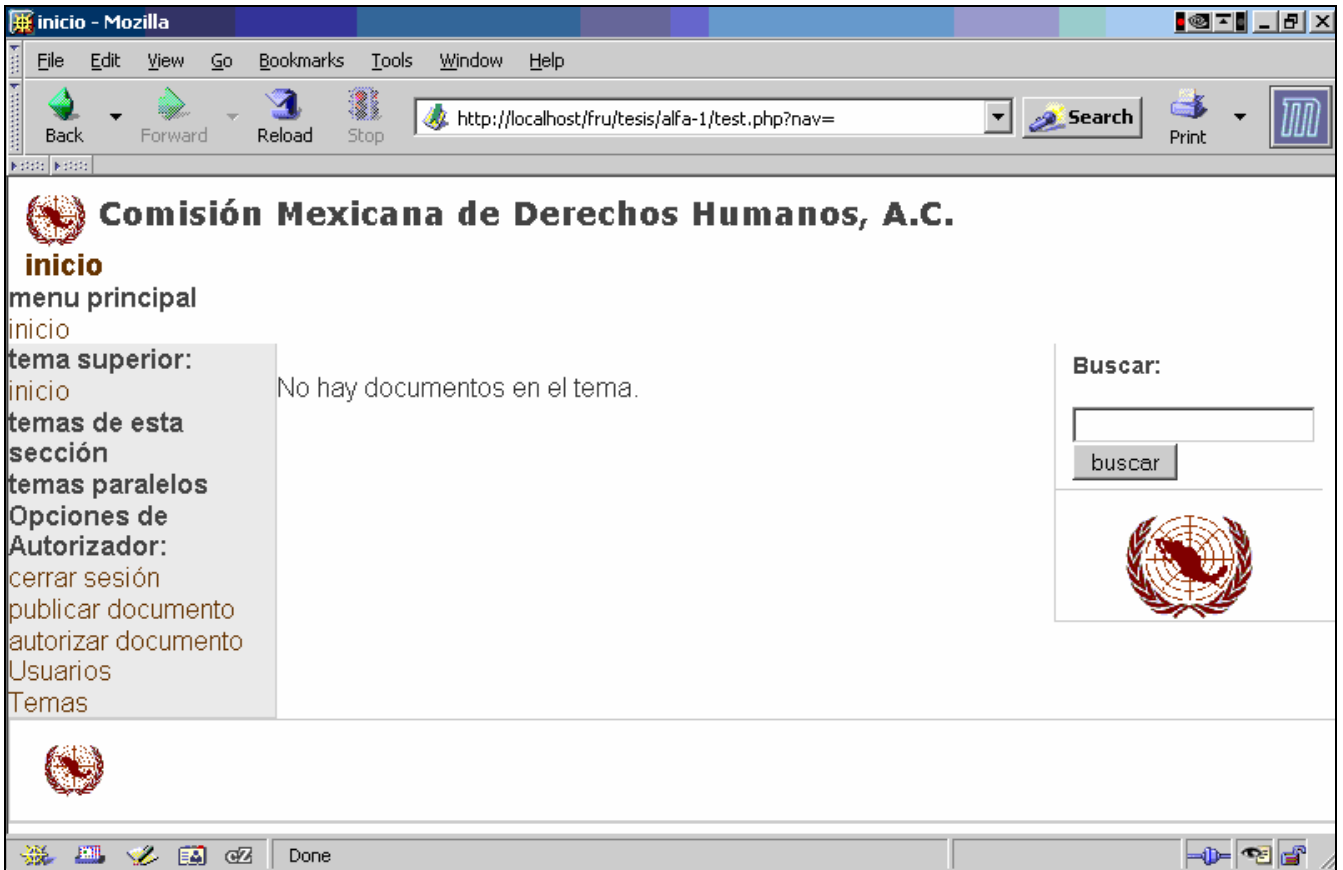 inicio - Mozilla
File Edit View Go Bookmarks Tools Window Help
Back Forward Reload Stop http://localhost/fru/tesis/alfa-1/test.php?nav= Search Print
Comisión Mexicana de Derechos Humanos, A.C.
inicio
menu principal
inicio
tema superior:
inicio
temas de esta
sección
temas paralelos
Opciones de
Autorizador:
cerrar sesión
publicar documento
autorizar documento
Usuarios
Temas
No hay documentos en el tema.
Buscar:
buscar
Done